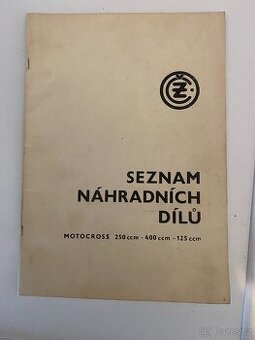 ČZ
SEZNAM
NÁHRADNÍCH
DÍLŮ
MOTOCROSS 250 ccm - 400 ccm - 125 ccm